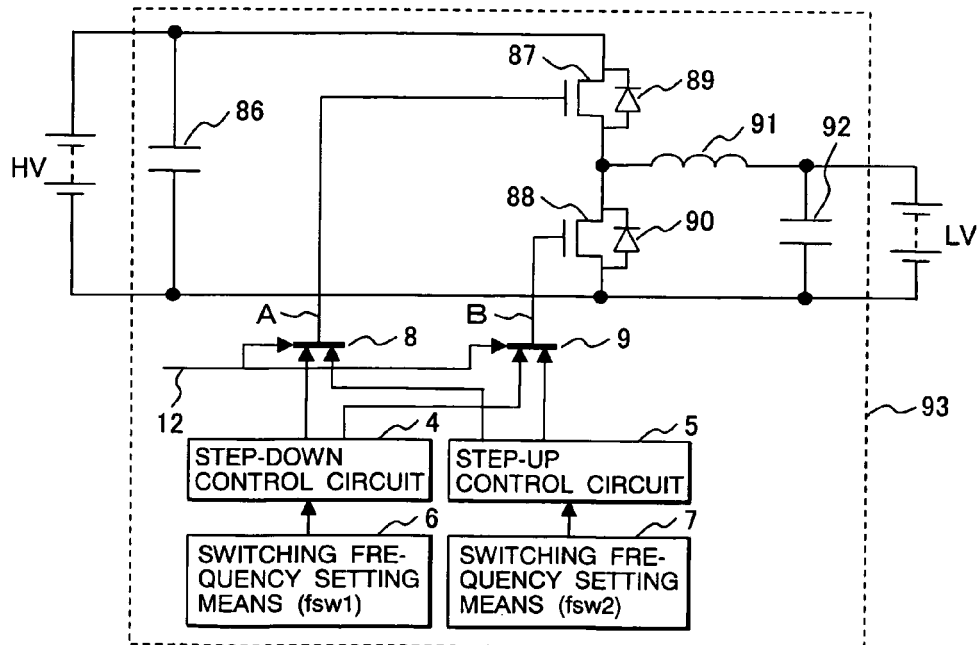 87
89
86
91
92
HV
88
90
LV
A
B
8
9
12
93
4
5
STEP-DOWN
CONTROL CIRCUIT
STEP-UP
CONTROL CIRCUIT
6
7
SWITCHING FRE-
QUENCY SETTING
MEANS (fsw1)
SWITCHING FRE-
QUENCY SETTING
MEANS (fsw2)